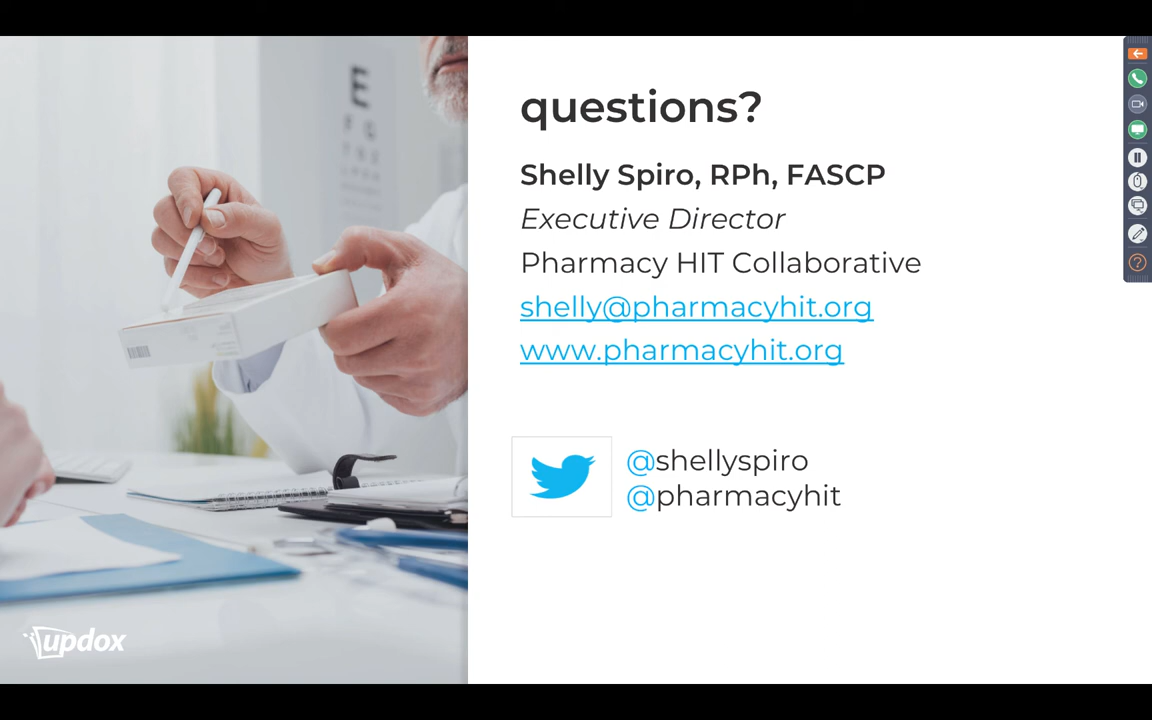 questions?
Shelly Spiro, RPh, FASCP
Executive Director
Pharmacy HIT Collaborative
shelly@pharmacyhit.org
www.pharmacyhit.org
@shellyspiro
@pharmacyhit
E
F G
updox